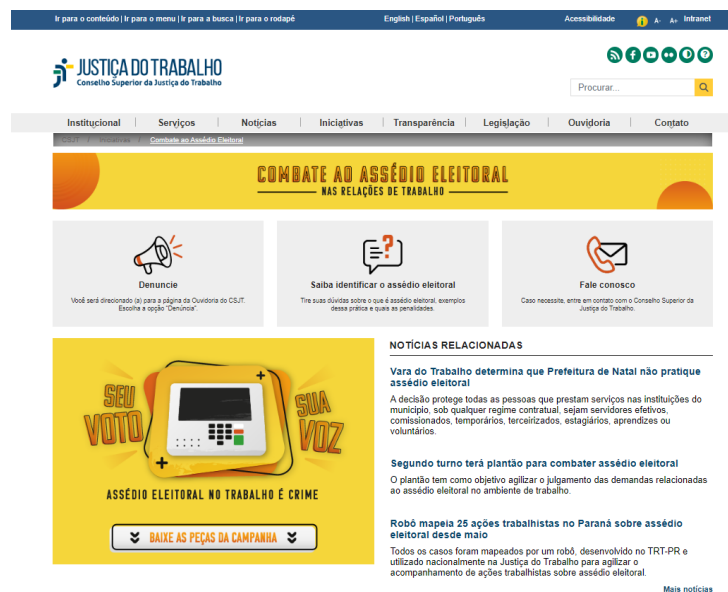 Ir para o conteúdo | Ir para o menu | Ir para a busca | Ir para o rodapé
English | Español | Português
Acessibilidade
A- A+ Intranet
JUSTIÇA DO TRABALHO
Conselho Superior da Justiça do Trabalho
Procurar...
Institucional | Serviços | Notícias | Iniciativas | Transparência | Legislação | Ouvidoria | Contato
CSJT / Iniciativas / Combate ao Assédio Eleitoral
COMBATE AO ASSÉDIO ELEITORAL
NAS RELAÇÕES DE TRABALHO
Denuncie
Você será direcionado (a) para a página da Ouvidoria do CSJT.
Escolha a opção "Denúncia".
Saiba identificar o assédio eleitoral
Tire suas dúvidas sobre o que é assédio eleitoral, exemplos
dessa prática e quais as penalidades.
Fale conosco
Caso necessite, entre em contato com o Conselho Superior da
Justiça do Trabalho.
SEU
VOTO
SUA
VOZ
ASSÉDIO ELEITORAL NO TRABALHO É CRIME
BAIXE AS PEÇAS DA CAMPANHA
NOTÍCIAS RELACIONADAS
Vara do Trabalho determina que Prefeitura de Natal não pratique
assédio eleitoral
A decisão protege todas as pessoas que prestam serviços nas instituições do
município, sob qualquer regime contratual, sejam servidores efetivos,
comissionados, temporários, terceirizados, estagiários, aprendizes ou
voluntários.
Segundo turno terá plantão para combater assédio eleitoral
O plantão tem como objetivo agilizar o julgamento das demandas relacionadas
ao assédio eleitoral no ambiente de trabalho.
Robô mapeia 25 ações trabalhistas no Paraná sobre assédio
eleitoral desde maio
Todos os casos foram mapeados por um robô, desenvolvido no TRT-PR e
utilizado nacionalmente na Justiça do Trabalho para agilizar o
acompanhamento de ações trabalhistas sobre assédio eleitoral.
Mais notícias